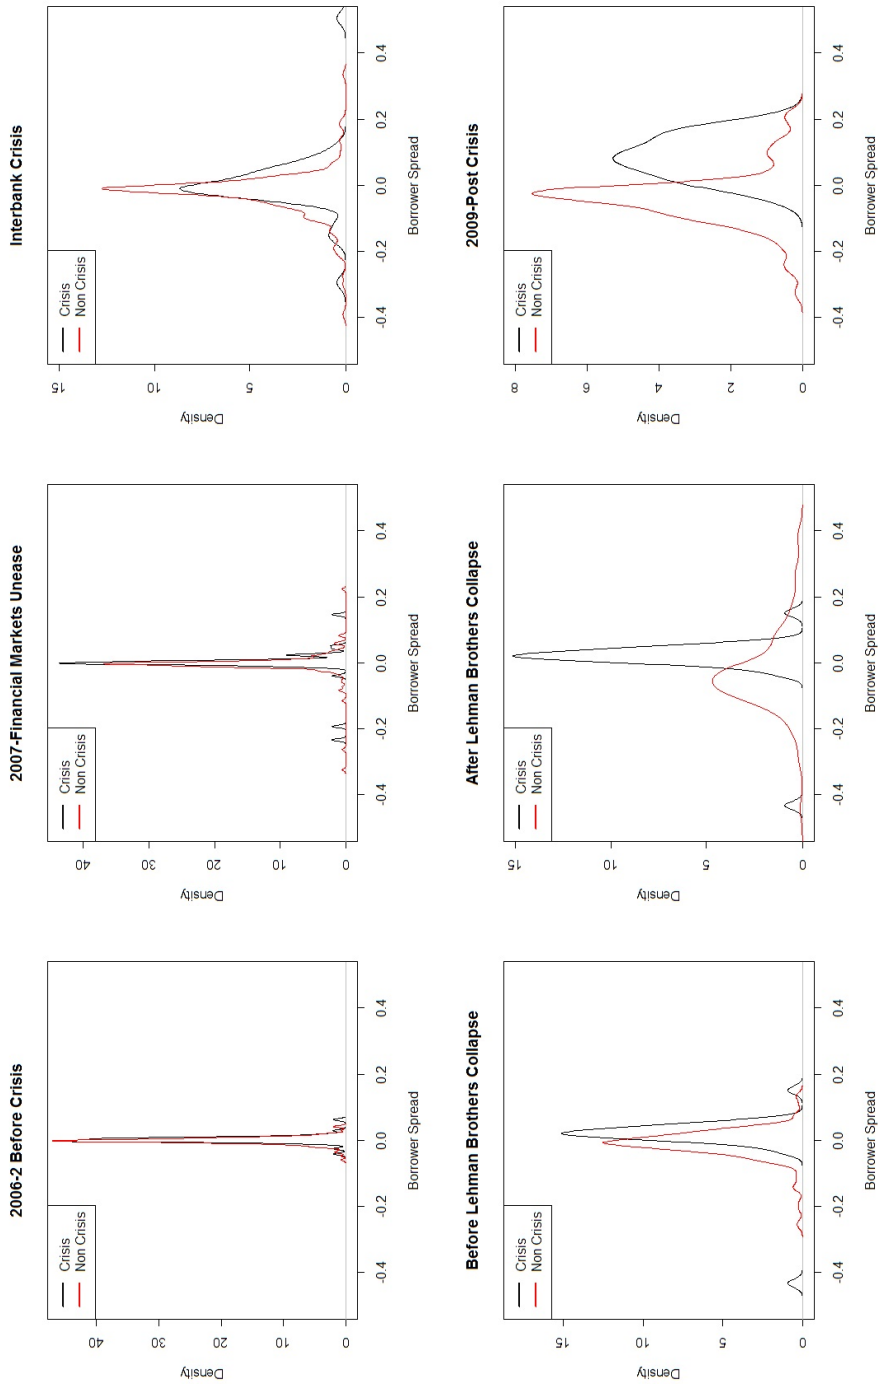 2006-2 Before Crisis
Crisis
Non Crisis
Density
40
30
20
10
0
-0.4 -0.2 0.0 0.2 0.4
Borrower Spread
2007-Financial Markets Unease
Crisis
Non Crisis
Density
40
30
20
10
0
-0.4 -0.2 0.0 0.2 0.4
Borrower Spread
Interbank Crisis
Crisis
Non Crisis
Density
15
10
5
0
-0.4 -0.2 0.0 0.2 0.4
Borrower Spread
Before Lehman Brothers Collapse
Crisis
Non Crisis
Density
15
10
5
0
-0.4 -0.2 0.0 0.2 0.4
Borrower Spread
After Lehman Brothers Collapse
Crisis
Non Crisis
Density
15
10
5
0
-0.4 -0.2 0.0 0.2 0.4
Borrower Spread
2009-Post Crisis
Crisis
Non Crisis
Density
8
6
4
2
0
-0.4 -0.2 0.0 0.2 0.4
Borrower Spread